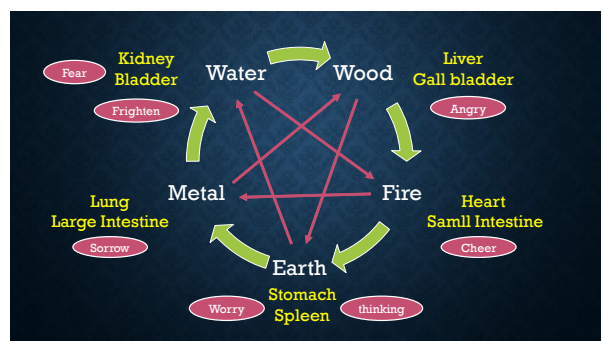 Kidney
Bladder
Fear
Frighten
Water
Wood
Liver
Gall bladder
Angry
Lung
Large Intestine
Sorrow
Metal
Fire
Heart
Samll Intestine
Cheer
Earth
Stomach
Spleen
Worry
thinking